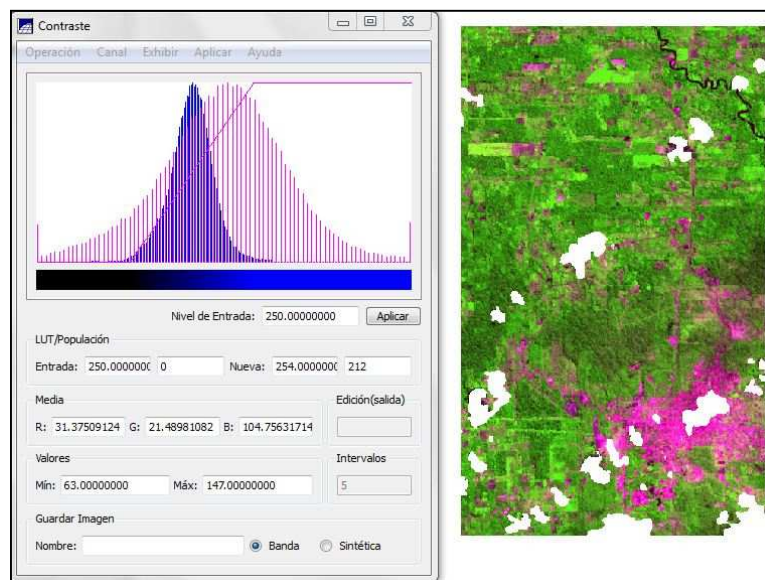 Contraste
Operación Canal Exhibir Aplicar Ayuda
Nivel de Entrada: 250.00000000 Aplicar
LUT/Populación
Entrada: 250.0000000 0 Nueva: 254.0000000 212
Media Edición(salida)
R: 31.37509124 G: 21.48981082 B: 104.75631714
Valores Intervalos
Mín: 63.00000000 Máx: 147.00000000 5
Guardar Imagen
Nombre: Banda Sintética